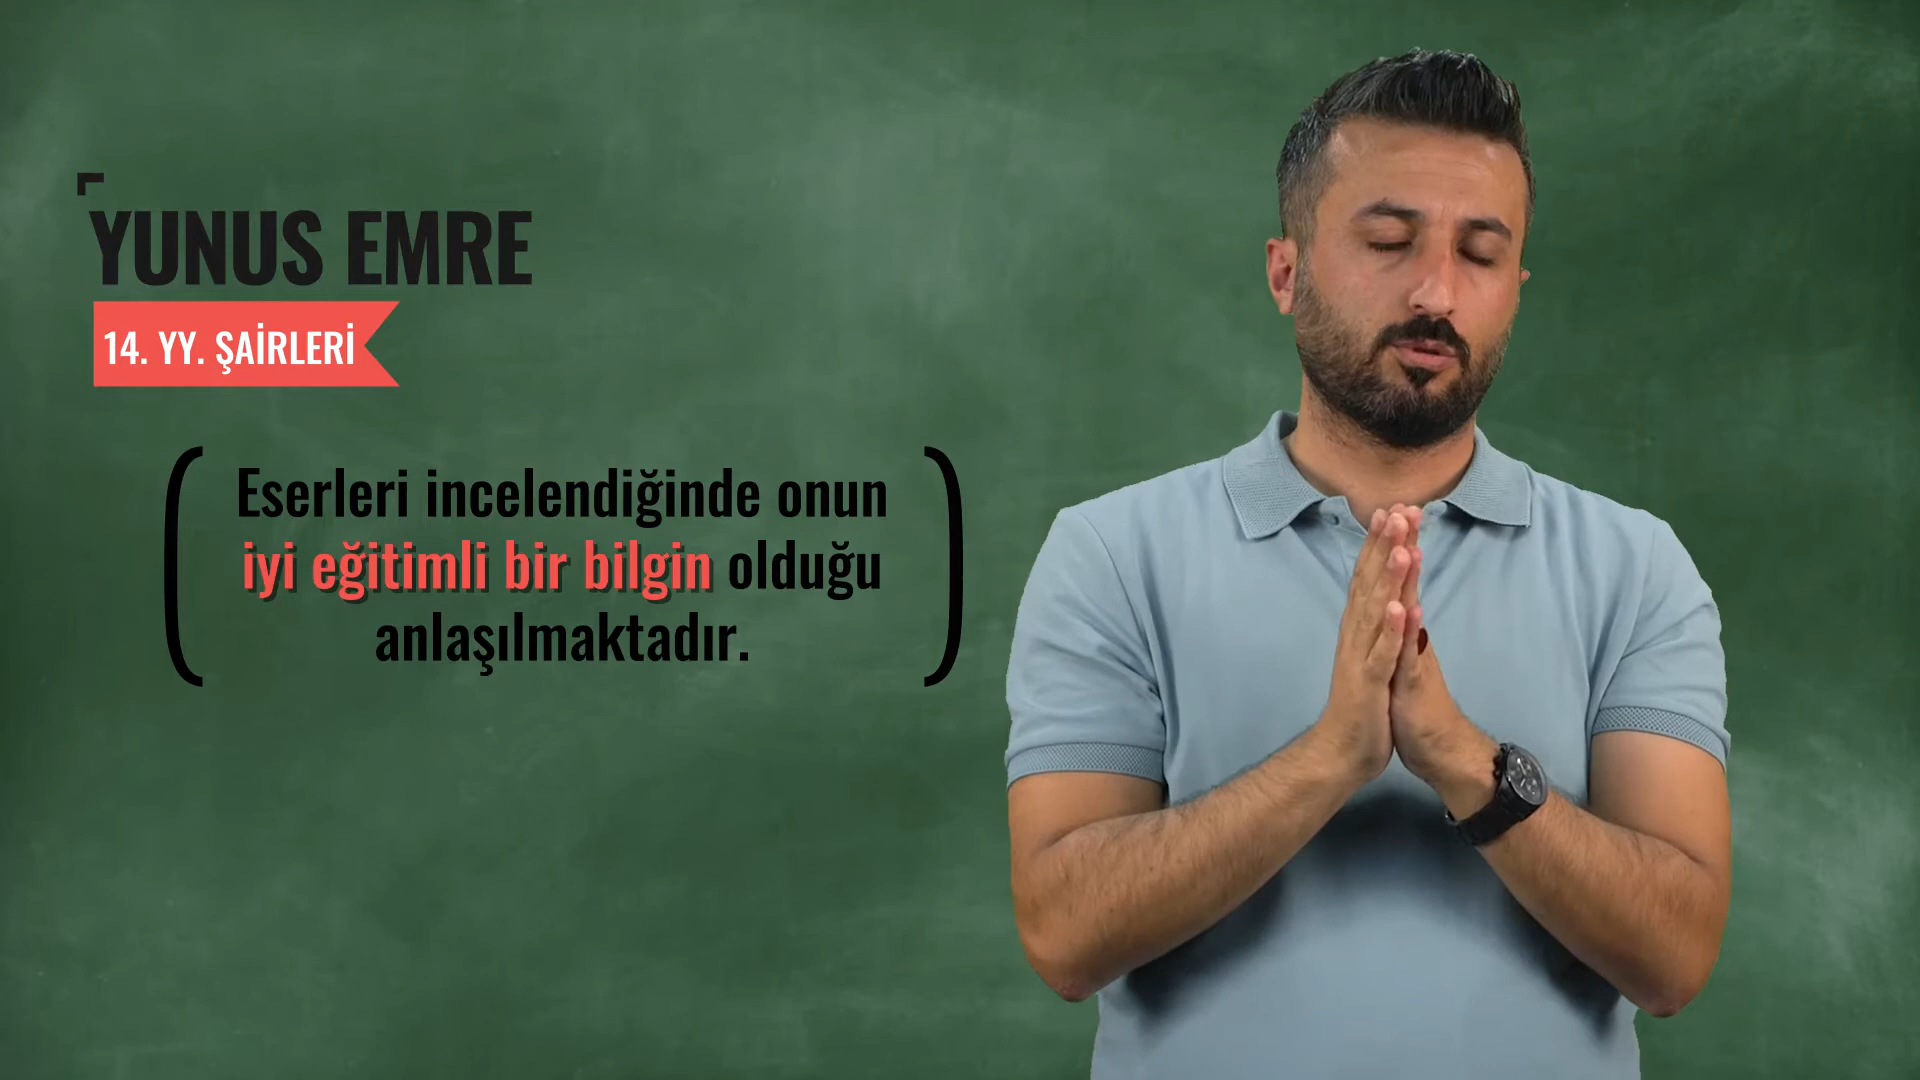 YUNUS EMRE
14. YY. ŞAİRLERİ
Eserleri incelendiğinde onun
iyi eğitimli bir bilgin olduğu
anlaşılmaktadır.